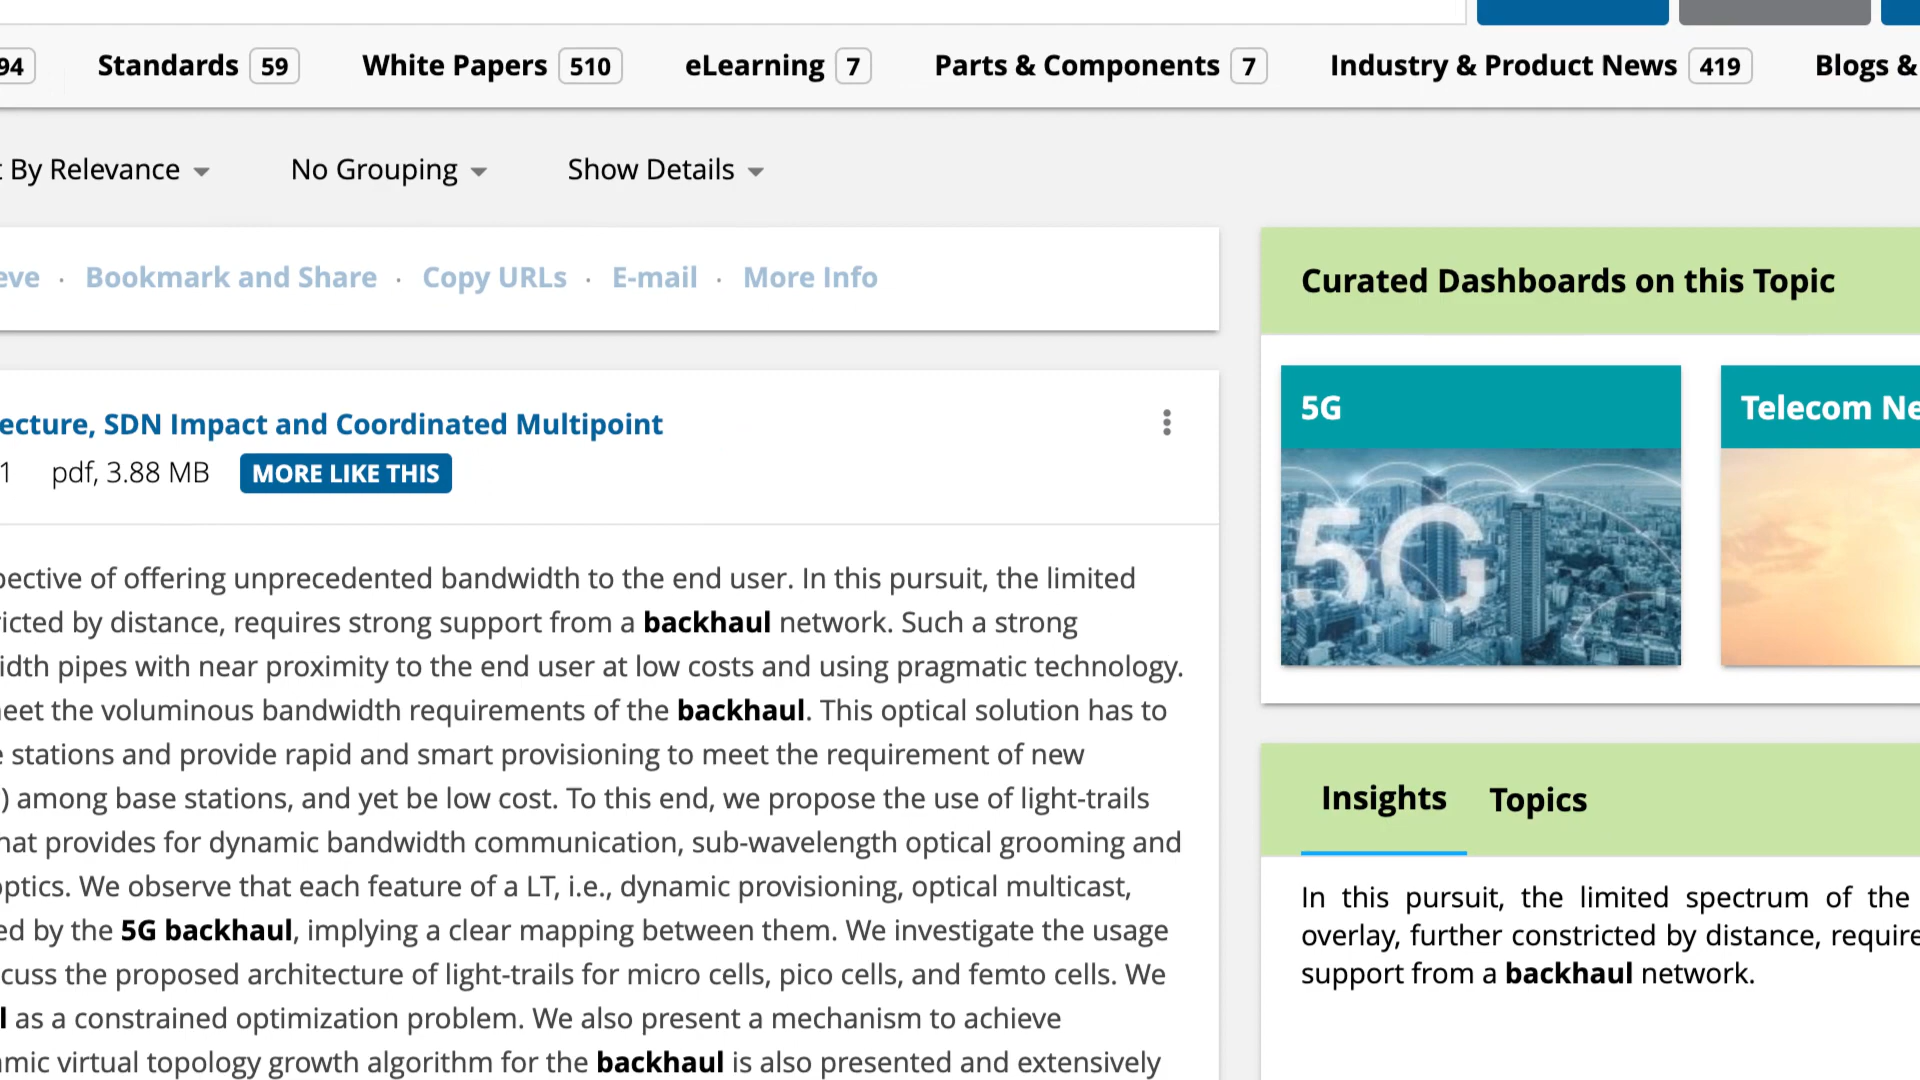 94 Standards 59 White Papers 510 eLearning 7 Parts & Components 7 Industry & Product News 419 Blogs &
By Relevance No Grouping Show Details
eve · Bookmark and Share · Copy URLs · E-mail · More Info
ecture, SDN Impact and Coordinated Multipoint
1 pdf, 3.88 MB MORE LIKE THIS
pective of offering unprecedented bandwidth to the end user. In this pursuit, the limited
ricted by distance, requires strong support from a backhaul network. Such a strong
idth pipes with near proximity to the end user at low costs and using pragmatic technology.
eet the voluminous bandwidth requirements of the backhaul. This optical solution has to
e stations and provide rapid and smart provisioning to meet the requirement of new
) among base stations, and yet be low cost. To this end, we propose the use of light-trails
hat provides for dynamic bandwidth communication, sub-wavelength optical grooming and
optics. We observe that each feature of a LT, i.e., dynamic provisioning, optical multicast,
ed by the 5G backhaul, implying a clear mapping between them. We investigate the usage
cuss the proposed architecture of light-trails for micro cells, pico cells, and femto cells. We
l as a constrained optimization problem. We also present a mechanism to achieve
mic virtual topology growth algorithm for the backhaul is also presented and extensively
Curated Dashboards on this Topic
5G Telecom Ne
5G
Insights Topics
In this pursuit, the limited spectrum of the
overlay, further constricted by distance, require
support from a backhaul network.